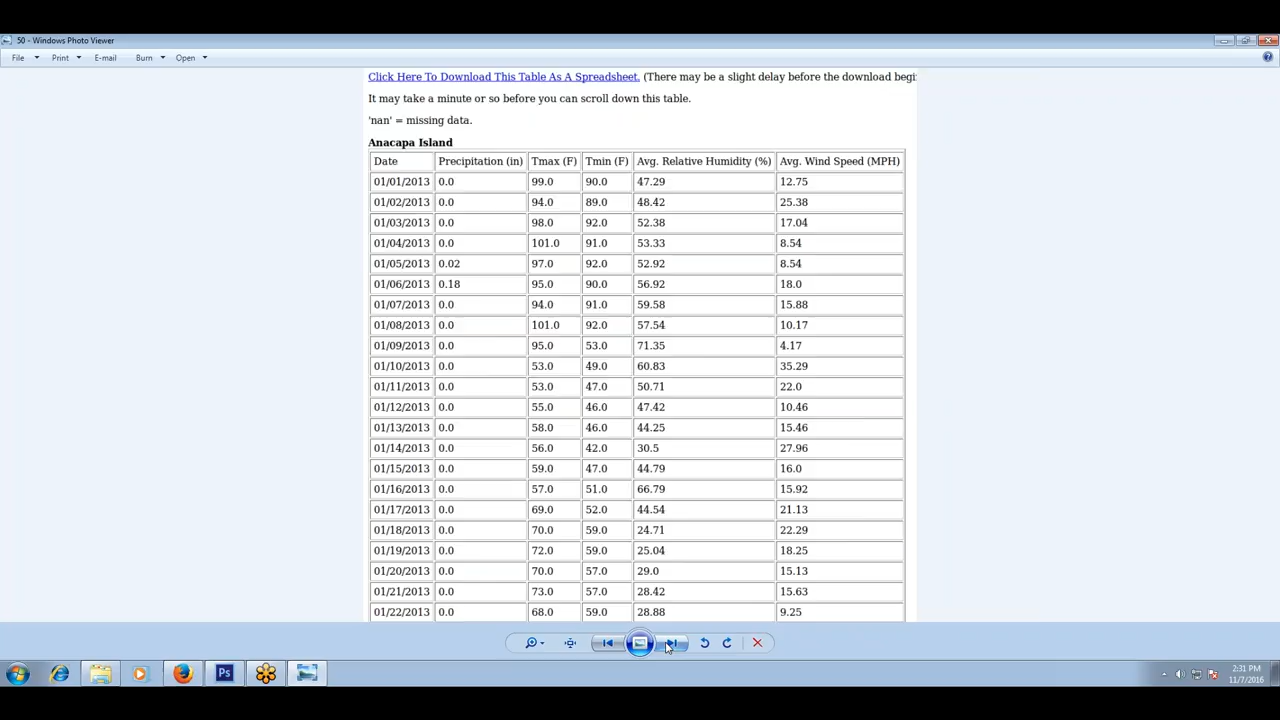 50 - Windows Photo Viewer
File Print E-mail Burn Open
Click Here To Download This Table As A Spreadsheet. (There may be a slight delay before the download begi
It may take a minute or so before you can scroll down this table.
'nan' = missing data.
Anacapa Island
Date Precipitation (in) Tmax (F) Tmin (F) Avg. Relative Humidity (%) Avg. Wind Speed (MPH)
01/01/2013 0.0 99.0 90.0 47.29 12.75
01/02/2013 0.0 94.0 89.0 48.42 25.38
01/03/2013 0.0 98.0 92.0 52.38 17.04
01/04/2013 0.0 101.0 91.0 53.33 8.54
01/05/2013 0.02 97.0 92.0 52.92 8.54
01/06/2013 0.18 95.0 90.0 56.92 18.0
01/07/2013 0.0 94.0 91.0 59.58 15.88
01/08/2013 0.0 101.0 92.0 57.54 10.17
01/09/2013 0.0 95.0 53.0 71.35 4.17
01/10/2013 0.0 53.0 49.0 60.83 35.29
01/11/2013 0.0 53.0 47.0 50.71 22.0
01/12/2013 0.0 55.0 46.0 47.42 10.46
01/13/2013 0.0 58.0 46.0 44.25 15.46
01/14/2013 0.0 56.0 42.0 30.5 27.96
01/15/2013 0.0 59.0 47.0 44.79 16.0
01/16/2013 0.0 57.0 51.0 66.79 15.92
01/17/2013 0.0 69.0 52.0 44.54 21.13
01/18/2013 0.0 70.0 59.0 24.71 22.29
01/19/2013 0.0 72.0 59.0 25.04 18.25
01/20/2013 0.0 70.0 57.0 29.0 15.13
01/21/2013 0.0 73.0 57.0 28.42 15.63
01/22/2013 0.0 68.0 59.0 28.88 9.25
Ps
2:31 PM
11/7/2016